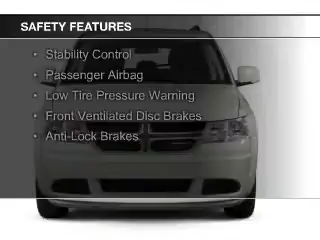 SAFETY FEATURES
• Stability Control
• Passenger Airbag
• Low Tire Pressure Warning
• Front Ventilated Disc Brakes
• Anti-Lock Brakes